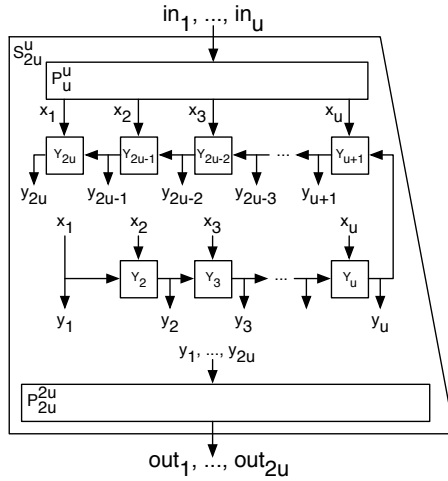 in₁, ..., inᵤ
S₂ᵤᵘ
Pᵤᵘ
x₁ x₂ x₃ xᵤ
Y₂ᵤ Y₂ᵤ₋₁ Y₂ᵤ₋₂ ... Yᵤ₊₁
y₂ᵤ y₂ᵤ₋₁ y₂ᵤ₋₂ y₂ᵤ₋₃ yᵤ₊₁
x₁ x₂ x₃ xᵤ
Y₂ Y₃ ... Yᵤ
y₁ y₂ y₃ yᵤ
y₁, ..., y₂ᵤ
P₂ᵤ²ᵘ
out₁, ..., out₂ᵤ